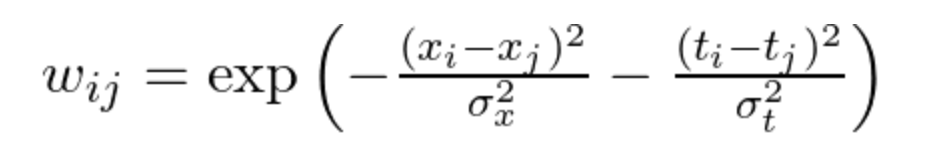 w_{ij} = \exp\left(-\frac{(x_i-x_j)^2}{\sigma_x^2} - \frac{(t_i-t_j)^2}{\sigma_t^2}\right)